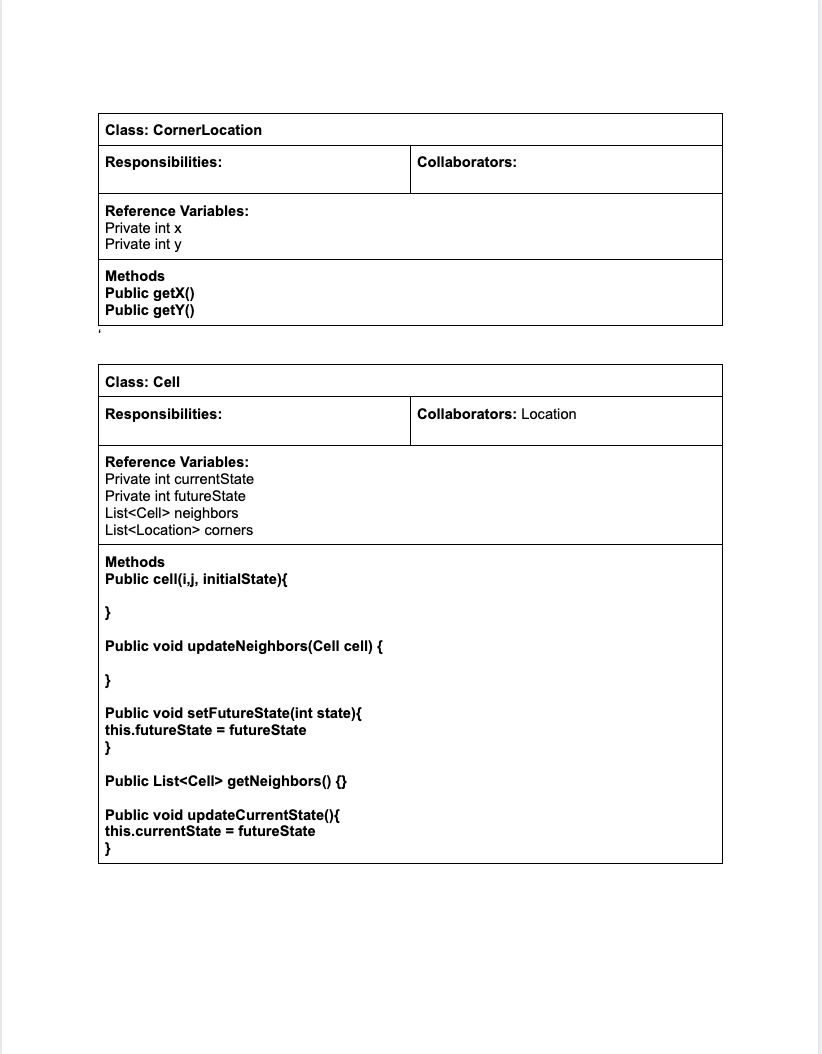 Class: CornerLocation
Responsibilities:
Collaborators:
Reference Variables:
Private int x
Private int y
Methods
Public getX()
Public getY()
‘
Class: Cell
Responsibilities:
Collaborators: Location
Reference Variables:
Private int currentState
Private int futureState
List<Cell> neighbors
List<Location> corners
Methods
Public cell(i,j, initialState){
}
Public void updateNeighbors(Cell cell) {
}
Public void setFutureState(int state){
this.futureState = futureState
}
Public List<Cell> getNeighbors() {}
Public void updateCurrentState(){
this.currentState = futureState
}